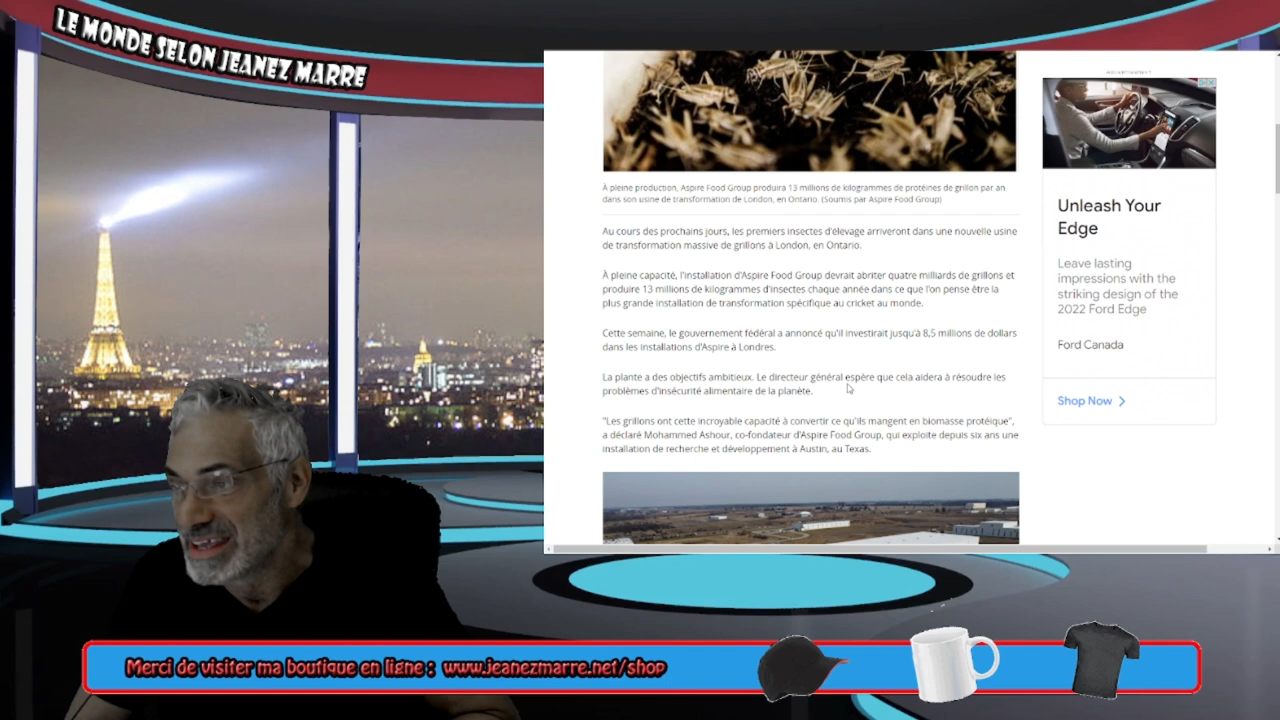 LE MONDE SELON JEANEZ MARRE
À pleine production, Aspire Food Group produira 13 millions de kilogrammes de protéines de grillon par an
dans son usine de transformation de London, en Ontario. (Soumis par Aspire Food Group)
Au cours des prochains jours, les premiers insectes d'élevage arriveront dans une nouvelle usine
de transformation massive de grillons à London, en Ontario.
À pleine capacité, l'installation d'Aspire Food Group devrait abriter quatre milliards de grillons et
produire 13 millions de kilogrammes d'insectes chaque année dans ce que l'on pense être la
plus grande installation de transformation spécifique au cricket au monde.
Cette semaine, le gouvernement fédéral a annoncé qu'il investirait jusqu'à 8,5 millions de dollars
dans les installations d'Aspire à Londres.
La plante a des objectifs ambitieux. Le directeur général espère que cela aidera à résoudre les
problèmes d'insécurité alimentaire de la planète.
"Les grillons ont cette incroyable capacité à convertir ce qu'ils mangent en biomasse protéique",
a déclaré Mohammed Ashour, co-fondateur d'Aspire Food Group, qui exploite depuis six ans une
installation de recherche et développement à Austin, au Texas.
Unleash Your
Edge
Leave lasting
impressions with the
striking design of the
2022 Ford Edge
Ford Canada
Shop Now
Merci de visiter ma boutique en ligne : www.jeanezmarre.net/shop